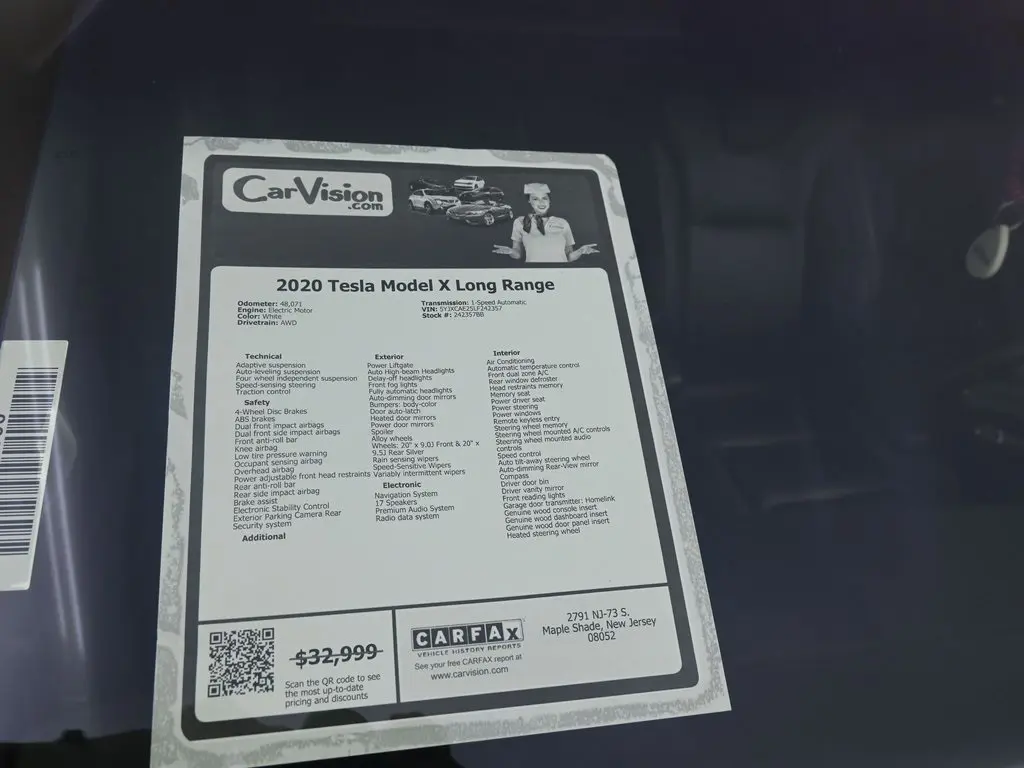 CarVision
.com
2020 Tesla Model X Long Range
Odometer: 48,071
Engine: Electric Motor
Color: White
Drivetrain: AWD
Transmission: 1-Speed Automatic
VIN: 5YJXCAE25LF242357
Stock #: 242357BB
Technical
Adaptive suspension
Auto-leveling suspension
Four wheel independent suspension
Speed-sensing steering
Traction control
Safety
4-Wheel Disc Brakes
ABS brakes
Dual front impact airbags
Dual front side impact airbags
Front anti-roll bar
Knee airbag
Low tire pressure warning
Occupant sensing airbag
Overhead airbag
Power adjustable front head restraints
Rear anti-roll bar
Rear side impact airbag
Brake assist
Electronic Stability Control
Exterior Parking Camera Rear
Security system
Additional
Exterior
Power Liftgate
Auto High-beam Headlights
Delay-off headlights
Front fog lights
Fully automatic headlights
Auto-dimming door mirrors
Bumpers: body-color
Door auto-latch
Heated door mirrors
Power door mirrors
Spoiler
Alloy wheels
Wheels: 20" x 9.0J Front & 20" x
9.5J Rear Silver
Rain sensing wipers
Speed-Sensitive Wipers
Variably intermittent wipers
Electronic
Navigation System
17 Speakers
Premium Audio System
Radio data system
Interior
Air Conditioning
Automatic temperature control
Front dual zone A/C
Rear window defroster
Head restraints memory
Memory seat
Power driver seat
Power steering
Power windows
Remote keyless entry
Steering wheel memory
Steering wheel mounted A/C controls
Steering wheel mounted audio
controls
Speed control
Auto tilt-away steering wheel
Auto-dimming Rear-View mirror
Compass
Driver door bin
Driver vanity mirror
Front reading lights
Garage door transmitter: Homelink
Genuine wood console insert
Genuine wood dashboard insert
Genuine wood door panel insert
Heated steering wheel
$32,999
Scan the QR code to see
the most up-to-date
pricing and discounts
CARFAX
VEHICLE HISTORY REPORTS
See your free CARFAX report at
www.carvision.com
2791 NJ-73 S.
Maple Shade, New Jersey
08052